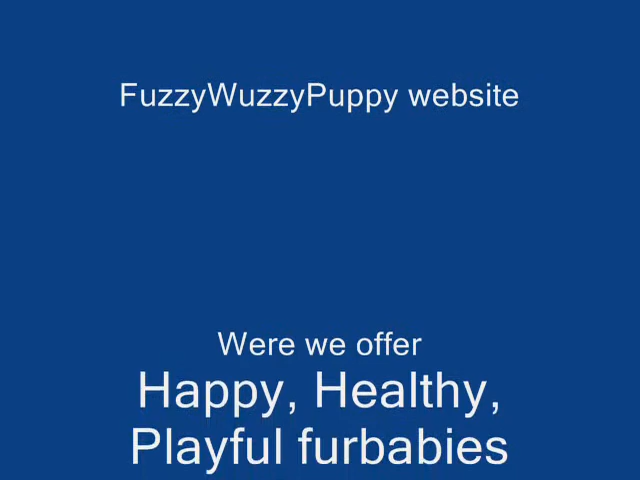 FuzzyWuzzyPuppy website
Were we offer
Happy, Healthy,
Playful furbabies